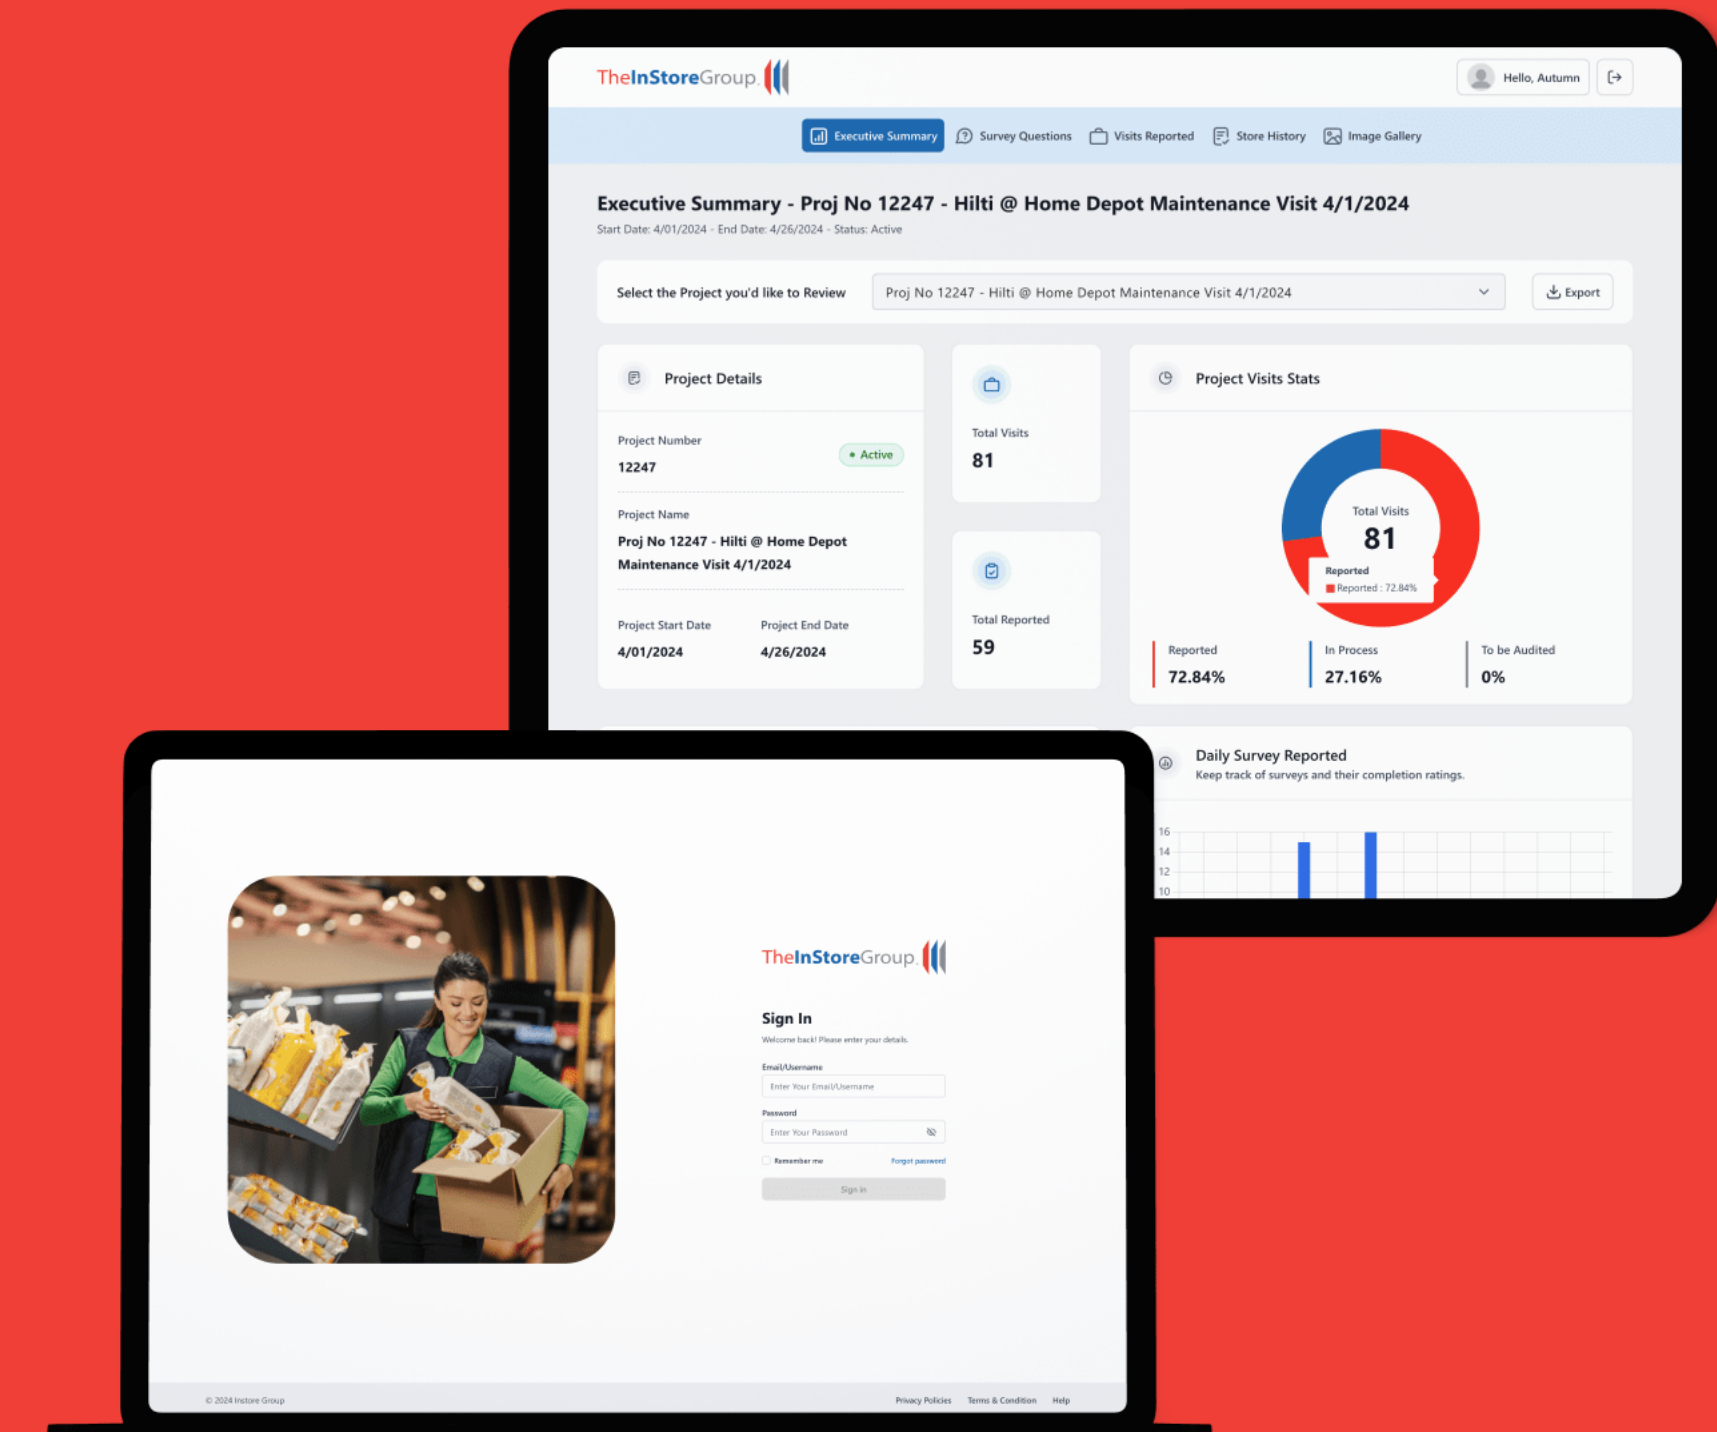 TheInStoreGroup
Hello, Autumn
Executive Summary
Survey Questions
Visits Reported
Store History
Image Gallery
Executive Summary - Proj No 12247 - Hilti @ Home Depot Maintenance Visit 4/1/2024
Start Date: 4/01/2024 - End Date: 4/26/2024 - Status: Active
Select the Project you'd like to Review
Proj No 12247 - Hilti @ Home Depot Maintenance Visit 4/1/2024
Export
Project Details
Project Number
12247
Active
Project Name
Proj No 12247 - Hilti @ Home Depot
Maintenance Visit 4/1/2024
Project Start Date
4/01/2024
Project End Date
4/26/2024
Total Visits
81
Total Reported
59
Project Visits Stats
Total Visits
81
Reported
Reported : 72.84%
Reported
72.84%
In Process
27.16%
To be Audited
0%
Daily Survey Reported
Keep track of surveys and their completion ratings.
16
14
12
10
TheInStoreGroup
Sign In
Welcome back! Please enter your details.
Email/Username
Enter Your Email/Username
Password
Enter Your Password
Remember me
Forgot password
Sign in
© 2024 Instore Group
Privacy Policies
Terms & Condition
Help